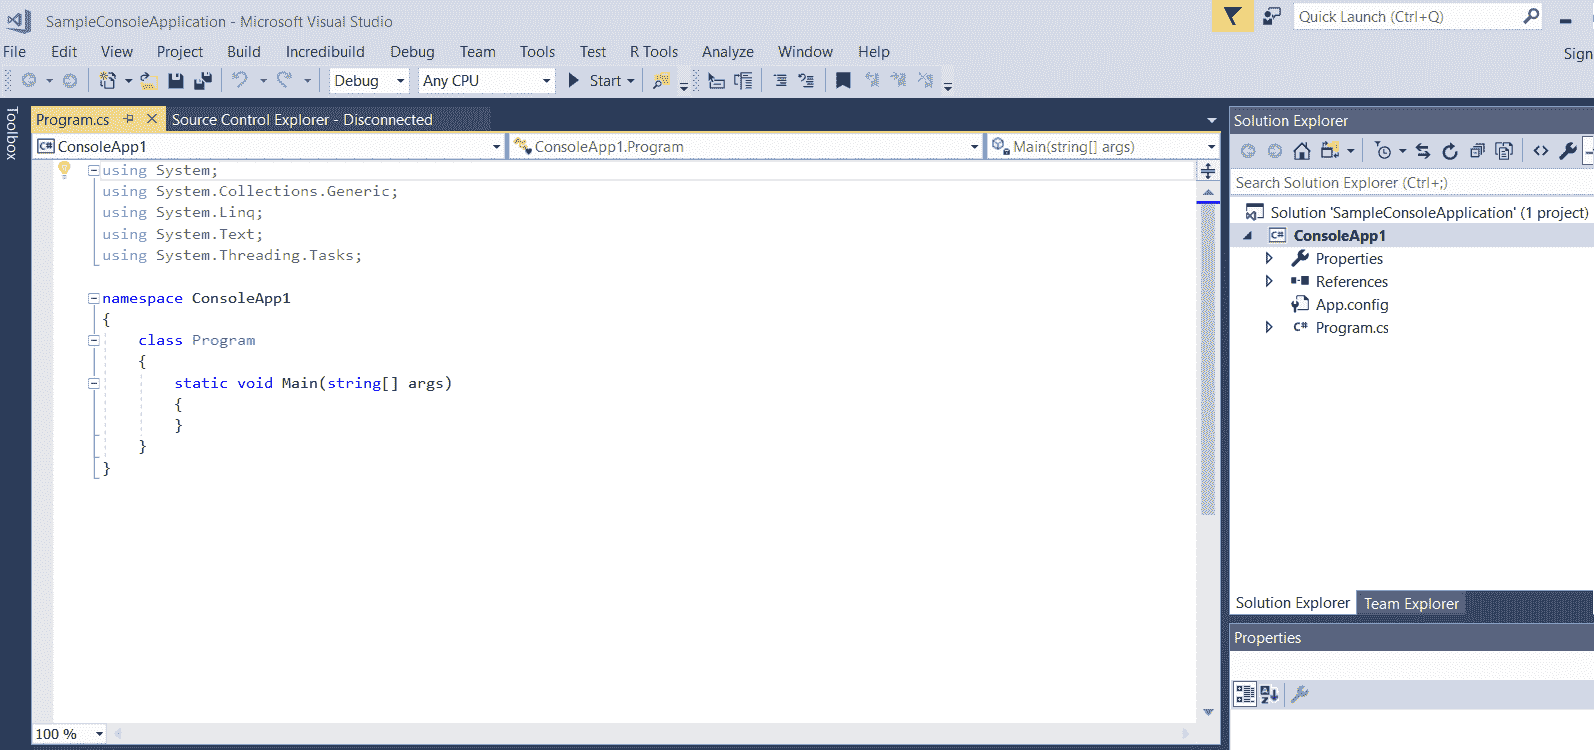 SampleConsoleApplication - Microsoft Visual Studio
Quick Launch (Ctrl+Q)
File Edit View Project Build Incredibuild Debug Team Tools Test R Tools Analyze Window Help
Sign
Debug Any CPU Start
Toolbox
Program.cs Source Control Explorer - Disconnected
C# ConsoleApp1 ConsoleApp1.Program Main(string[] args)
using System;
using System.Collections.Generic;
using System.Linq;
using System.Text;
using System.Threading.Tasks;
namespace ConsoleApp1
{
class Program
{
static void Main(string[] args)
{
}
}
}
100 %
Solution Explorer
Search Solution Explorer (Ctrl+;)
Solution 'SampleConsoleApplication' (1 project)
C# ConsoleApp1
Properties
References
App.config
C# Program.cs
Solution Explorer Team Explorer
Properties